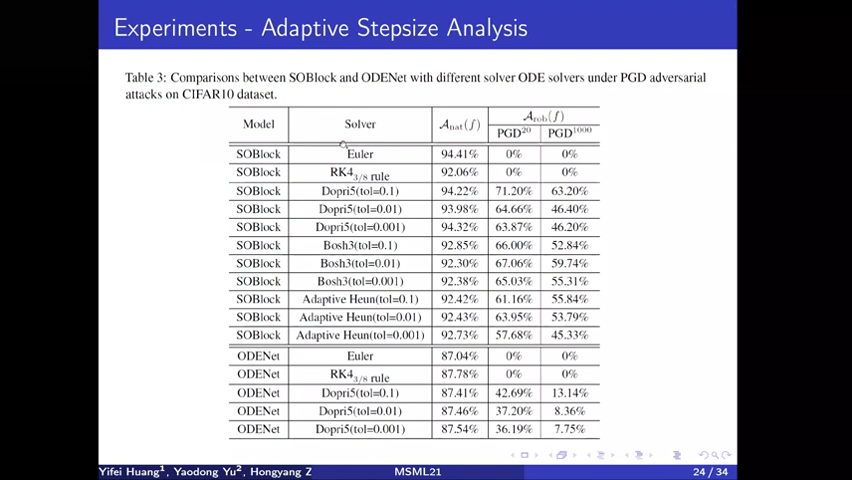 Experiments - Adaptive Stepsize Analysis
Table 3: Comparisons between SOBlock and ODENet with different solver ODE solvers under PGD adversarial
attacks on CIFAR10 dataset.
Model Solver A_nat(f) A_rob(f)
PGD^20 PGD^1000
SOBlock Euler 94.41% 0% 0%
SOBlock RK4_3/8 rule 92.06% 0% 0%
SOBlock Dopri5(tol=0.1) 94.22% 71.20% 63.20%
SOBlock Dopri5(tol=0.01) 93.98% 64.66% 46.40%
SOBlock Dopri5(tol=0.001) 94.32% 63.87% 46.20%
SOBlock Bosh3(tol=0.1) 92.85% 66.00% 52.84%
SOBlock Bosh3(tol=0.01) 92.30% 67.06% 59.74%
SOBlock Bosh3(tol=0.001) 92.38% 65.03% 55.31%
SOBlock Adaptive Heun(tol=0.1) 92.42% 61.16% 55.84%
SOBlock Adaptive Heun(tol=0.01) 92.43% 63.95% 53.79%
SOBlock Adaptive Heun(tol=0.001) 92.73% 57.68% 45.33%
ODENet Euler 87.04% 0% 0%
ODENet RK4_3/8 rule 87.78% 0% 0%
ODENet Dopri5(tol=0.1) 87.41% 42.69% 13.14%
ODENet Dopri5(tol=0.01) 87.46% 37.20% 8.36%
ODENet Dopri5(tol=0.001) 87.54% 36.19% 7.75%
Yifei Huang¹, Yaodong Yu², Hongyang Z MSML21 24 / 34